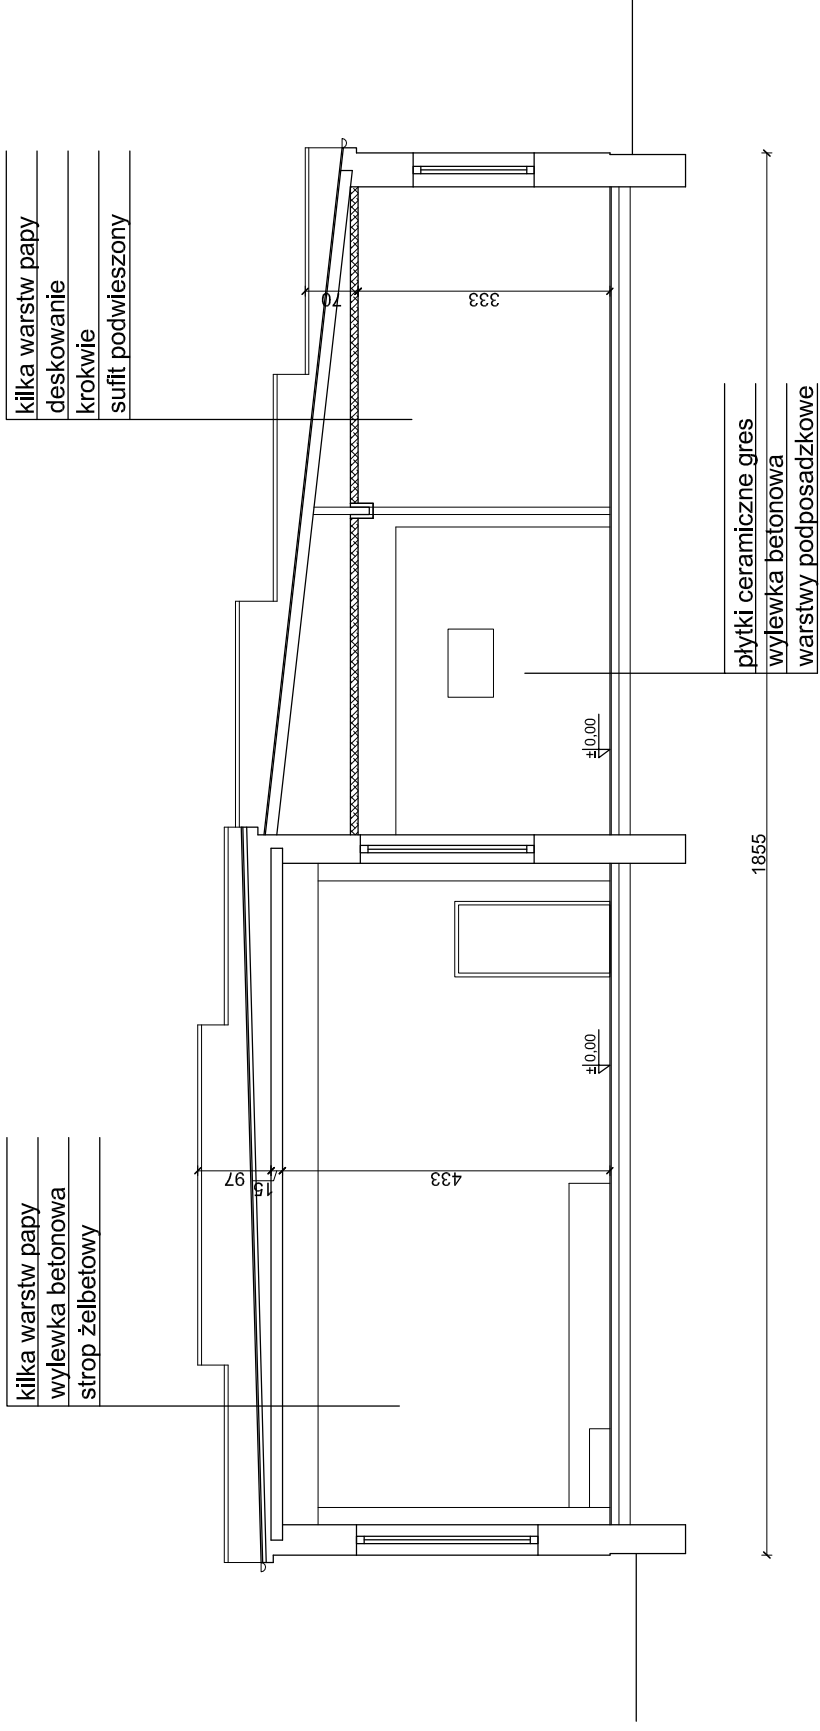 kilka warstw papy
wylewka betonowa
strop żelbetowy
kilka warstw papy
deskowanie
krokwie
sufit podwieszony
97
15
433
70
333
±0,00
±0,00
płytki ceramiczne gres
wylewka betonowa
warstwy podposadzkowe
1855